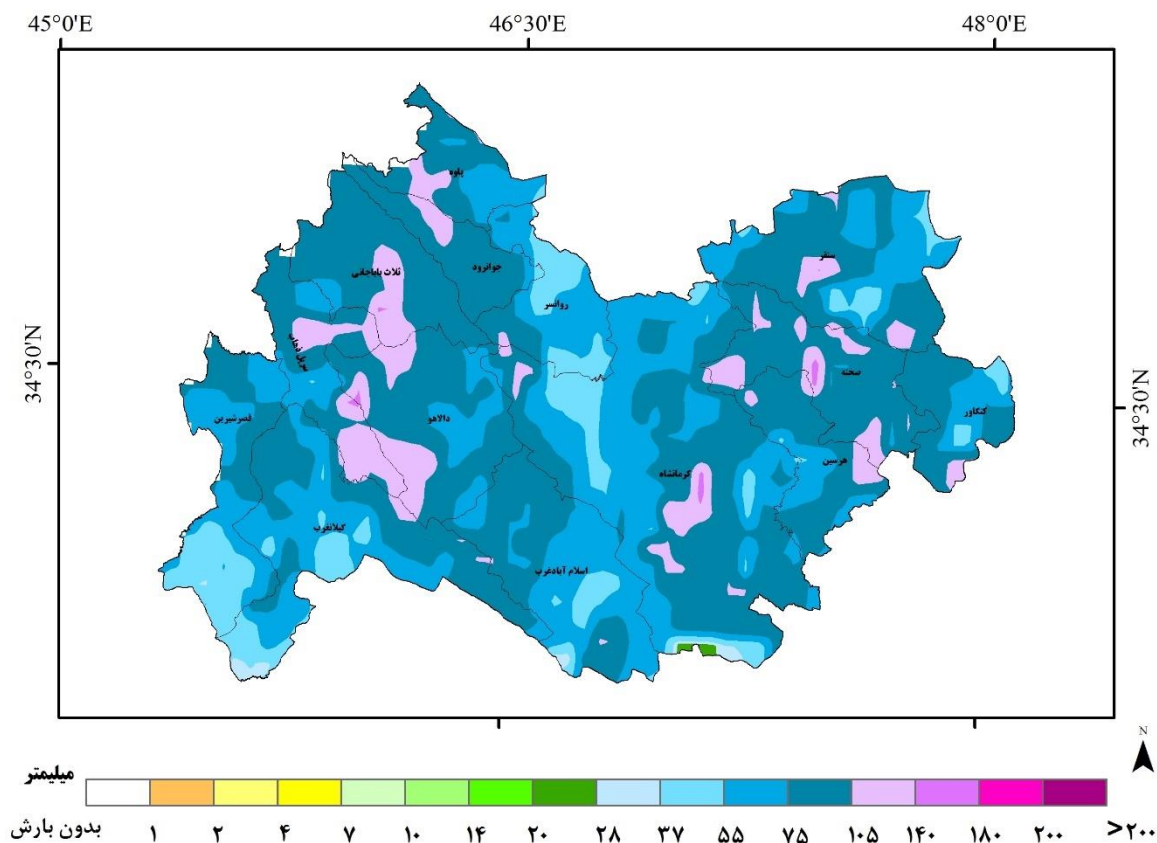 45°0'E 46°30'E 48°0'E
پاوه
سنقر
ثلاث باباجانی
جوانرود
روانسر
34°30'N
سرپل ذهاب
صحنه
34°30'N
قصرشیرین
دالاهو
کنگاور
هرسین
کرمانشاه
گیلانغرب
اسلام آبادغرب
N
میلیمتر
بدون بارش ۱ ۲ ۴ ۷ ۱۰ ۱۴ ۲۰ ۲۸ ۳۷ ۵۵ ۷۵ ۱۰۵ ۱۴۰ ۱۸۰ ۲۰۰ >۲۰۰